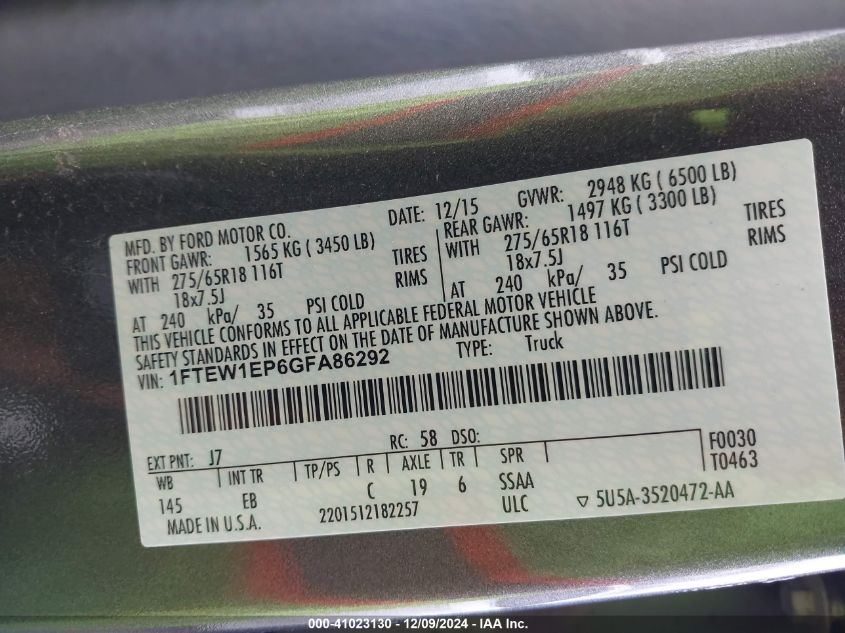 MFD. BY FORD MOTOR CO. DATE: 12/15 GVWR: 2948 KG ( 6500 LB)
FRONT GAWR: 1565 KG ( 3450 LB) REAR GAWR: 1497 KG ( 3300 LB)
WITH 275/65R18 116T TIRES WITH 275/65R18 116T TIRES
18x7.5J RIMS 18x7.5J RIMS
AT 240 kPa/ 35 PSI COLD AT 240 kPa/ 35 PSI COLD
THIS VEHICLE CONFORMS TO ALL APPLICABLE FEDERAL MOTOR VEHICLE
SAFETY STANDARDS IN EFFECT ON THE DATE OF MANUFACTURE SHOWN ABOVE.
VIN: 1FTEW1EP6GFA86292 TYPE: Truck
EXT PNT: J7 RC: 58 DSO: F0030
WB INT TR TP/PS R AXLE TR SPR T0463
145 EB C 19 6 SSAA
MADE IN U.S.A. 2201512182257 ULC ▽ 5U5A-3520472-AA
000-41023130 - 12/09/2024 - IAA Inc.